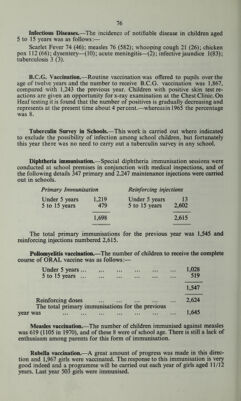 76
Infectious Diseases.—The incidence of notifiable disease in children aged
5 to 15 years was as follows:—
Scarlet Fever 74 (46); measles 76 (582); whooping cough 21 (26); chicken
pox 112 (66); dysentery—(10); acute meningitis—(2); infective jaundice 1(83);
tuberculosis 3 (3).
B.C.G. Vaccination.—Routine vaccination was offered to pupils over the
age of twelve years and the number to receive B.C.G. vaccination was 1,867,
compared with 1,243 the previous year. Children with positive skin test re-
actions are given an opportunity for x-ray examination at the Chest Clinic. On
Heaf testing it is found that the number of positives is gradually decreasing and
represents at the present time about 4 per cent.—whereas in 1965 the percentage
was 8.
Tuberculin Survey in Schools.—This work is carried out where indicated
to exclude the possibility of infection among school children, but fortunately
this year there was no need to carry out a tuberculin survey in any school.
Diphtheria immunisation.—Special diphtheria immunisation sessions were
conducted at school premises in conjunction with medical inspections, and of
the following details 347 primary and 2,247 maintenance injections were carried
out in schools.
Primary Immunisation Reinforcing injections
Under 5 years 1,219 Under 5 years 13
5 to 15 years 479 5 to 15 years 2,602
1,698 2,615
The total primary immunisations for the previous year was 1,545 and
reinforcing injections numbered 2,615.
Poliomyelitis vaccination.—The number of children to receive the complete
course of ORAL vaccine was as follows:—
Under 5 years ... ... ... ... ... ... 1,028
5 to 15 years ... ... ... ... ... ... 519
1,547
Reinforcing doses ... ... ... ... ... 2,624
The total primary immunisations for the previous
year was ... ... ... ... ... ... 1,645
Measles vaccination.—The number of children immunised against measles
was 619 (1105 in 1970), and of these 8 were of school age. There is still a lack of
enthusiasm among parents for this form of immunisation.
Rubella vaccination.—A great amount of progress was made in this direc-
tion and 1,967 girls were vaccinated. The response to this immunisation is very
good indeed and a programme will be carried out each year of girls aged 11/12
years. Last year 503 girls were immunised.